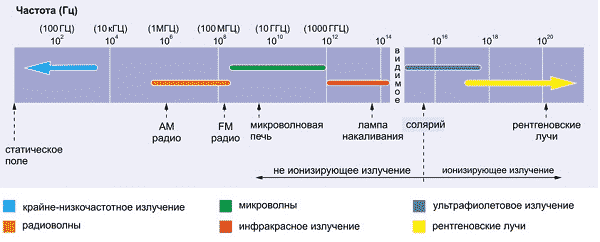 Частота (Гц)
(100 ГЦ) (10 кГЦ) (1МГЦ) (100 МГЦ) (10 ГГЦ) (1000 ГГЦ)
10² 10⁴ 10⁶ 10⁸ 10¹⁰ 10¹² 10¹⁴ 10¹⁶ 10¹⁸ 10²⁰
видимое
статическое поле
АМ радио
FM радио
микроволновая печь
лампа накаливания
солярий
рентгеновские лучи
не ионизирующее излучение
ионизирующее излучение
крайне-низкочастотное излучение
микроволны
ультрафиолетовое излучение
радиоволны
инфракрасное излучение
рентгеновские лучи